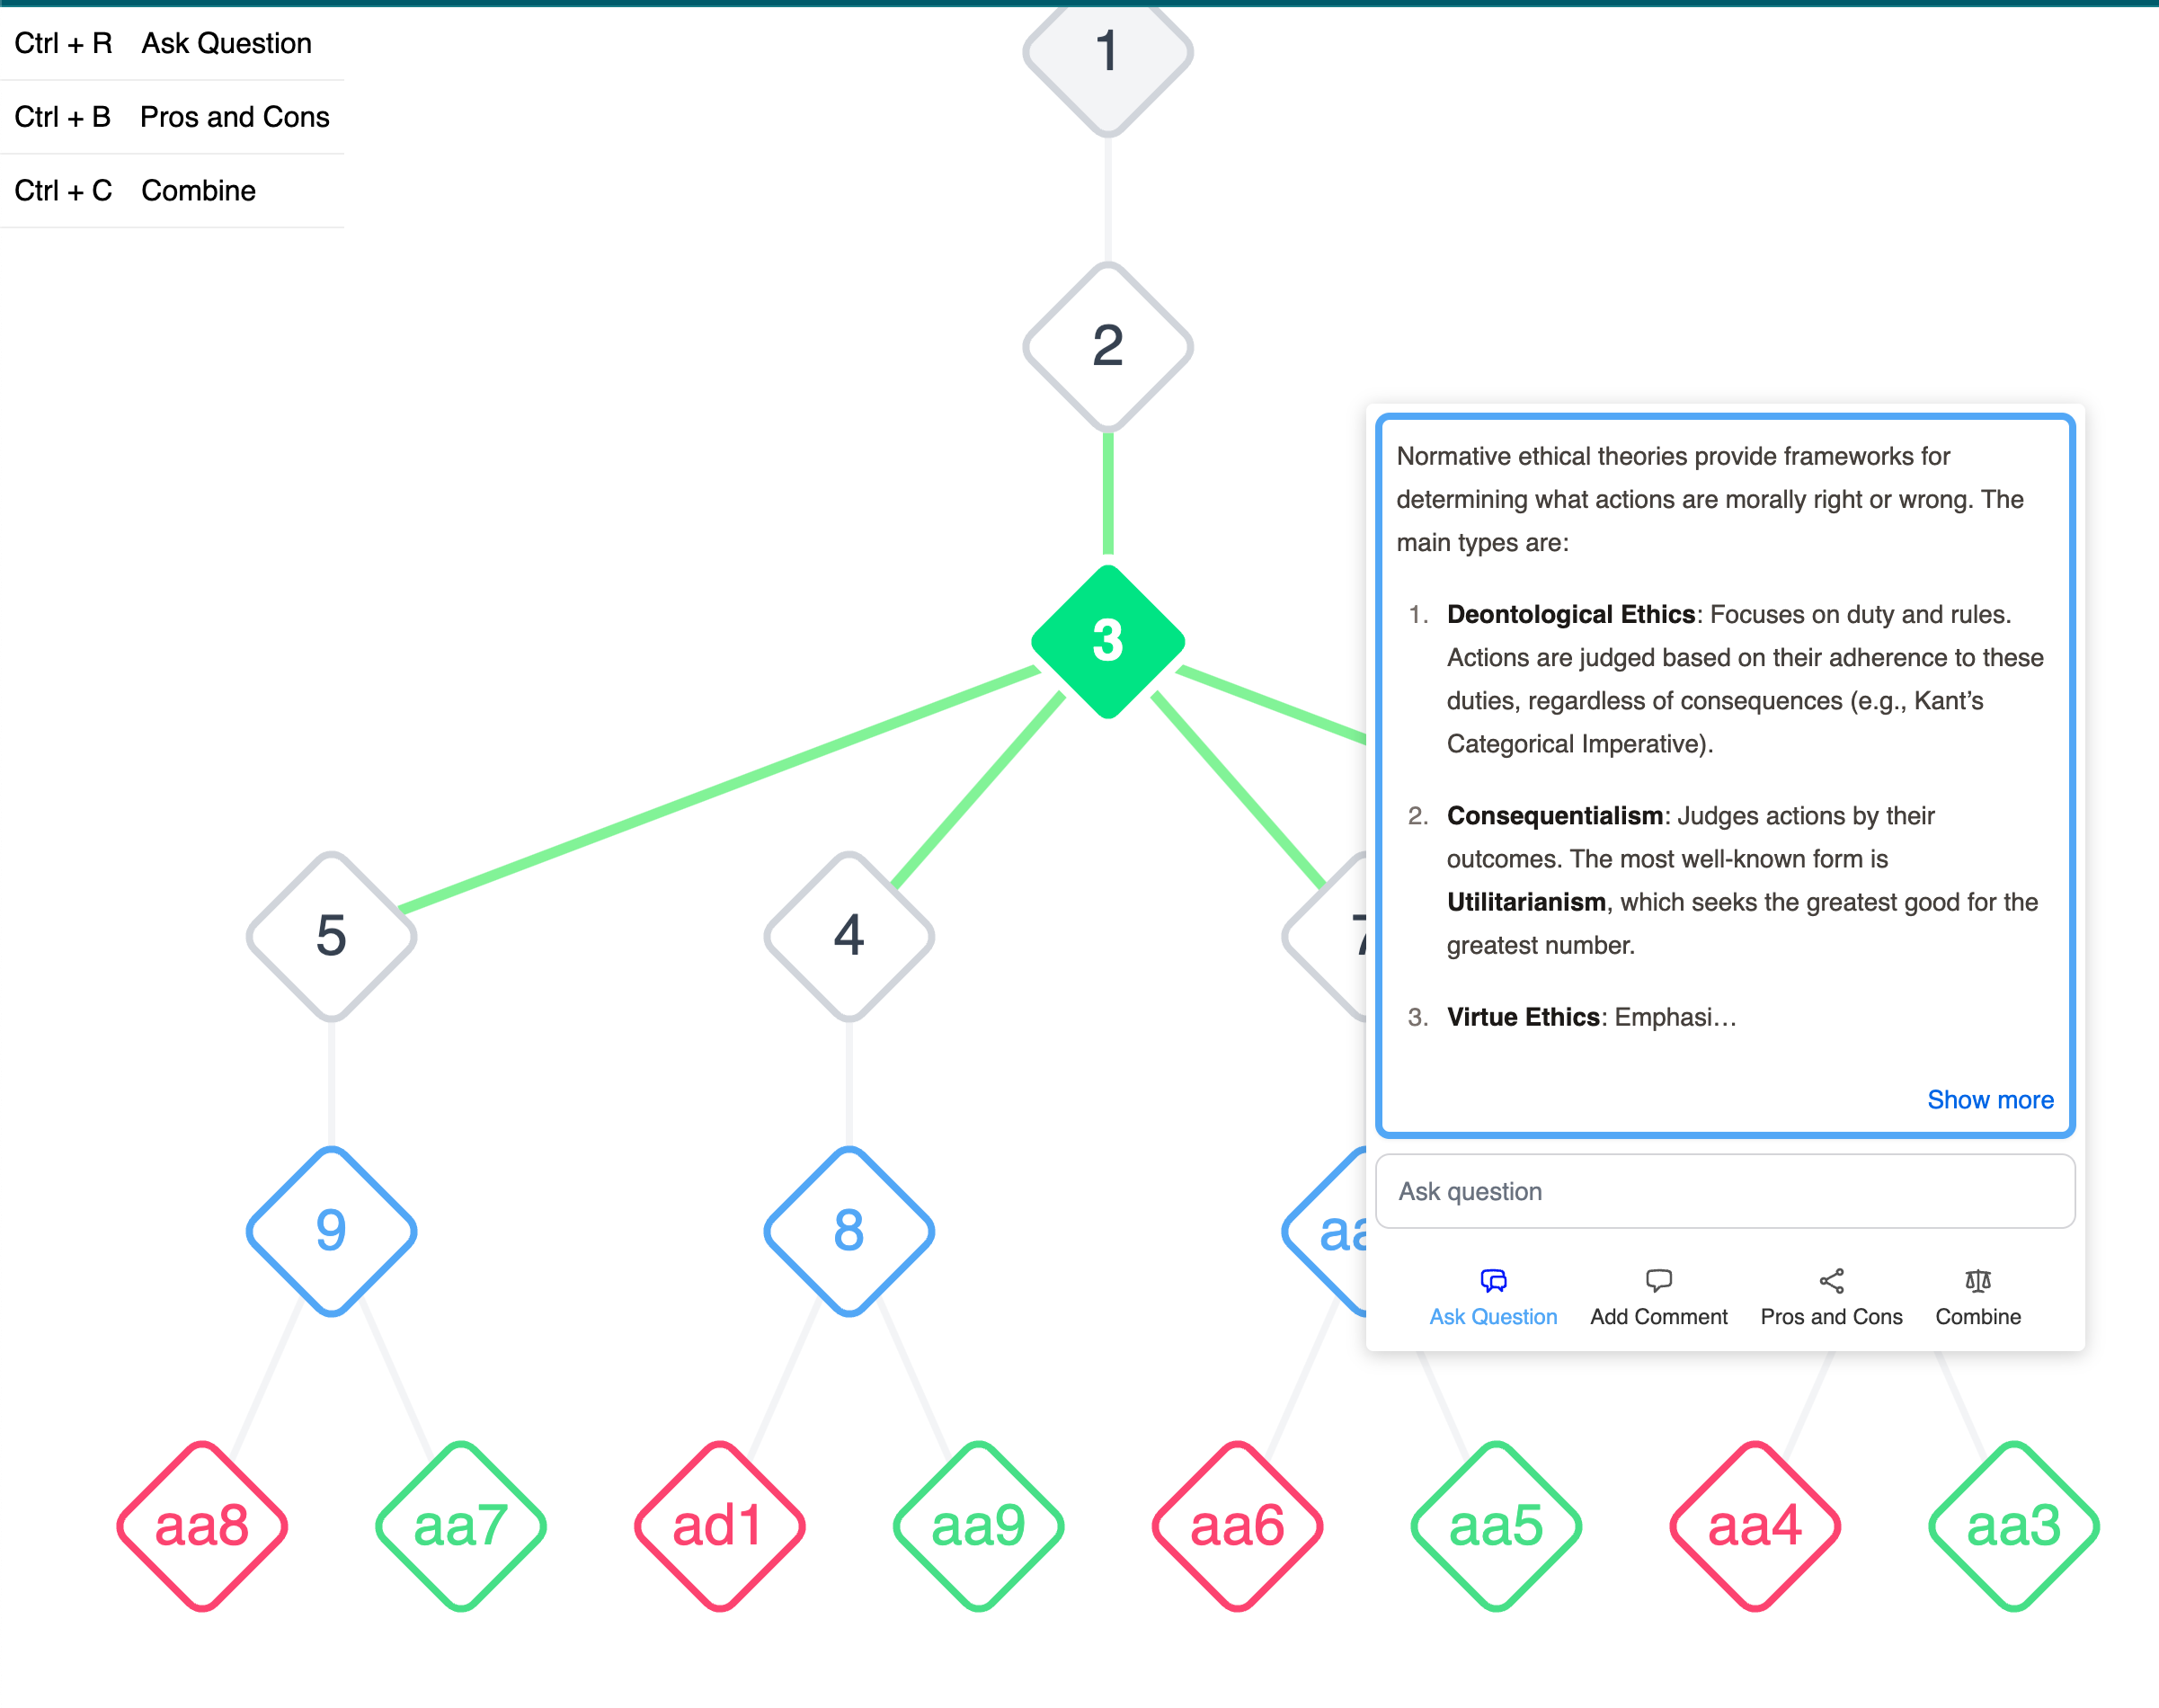 Ctrl + R Ask Question
Ctrl + B Pros and Cons
Ctrl + C Combine
1
2
3
5
4
7
9
8
aa8
aa7
ad1
aa9
aa6
aa5
aa4
aa3
Normative ethical theories provide frameworks for
determining what actions are morally right or wrong. The
main types are:
1. Deontological Ethics: Focuses on duty and rules.
Actions are judged based on their adherence to these
duties, regardless of consequences (e.g., Kant’s
Categorical Imperative).
2. Consequentialism: Judges actions by their
outcomes. The most well-known form is
Utilitarianism, which seeks the greatest good for the
greatest number.
3. Virtue Ethics: Emphasi…
Show more
Ask question
Ask Question
Add Comment
Pros and Cons
Combine